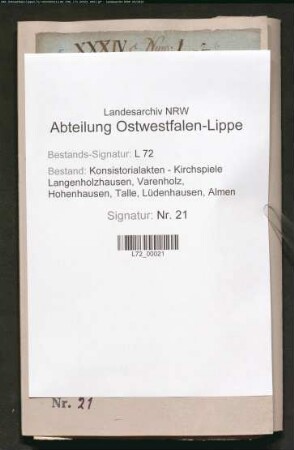 XXXIV
Landesarchiv NRW
Abteilung Ostwestfalen-Lippe
Bestands-Signatur: L 72
Bestand: Konsistorialakten - Kirchspiele
Langenholzhausen, Varenholz,
Hohenhausen, Talle, Lüdenhausen, Almen
Signatur: Nr. 21
L72_00021
Nr. 21